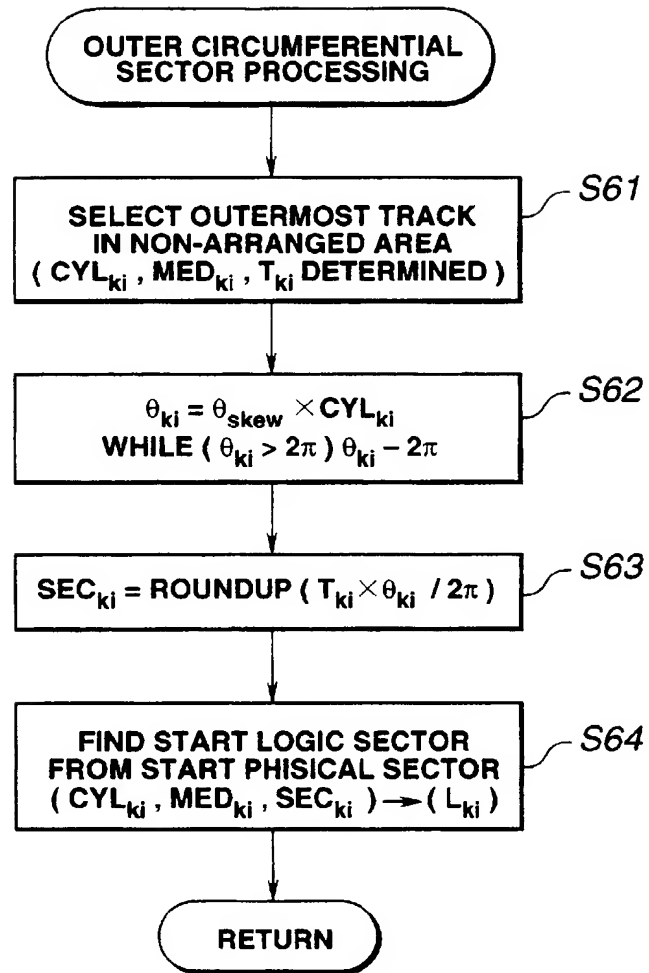 OUTER CIRCUMFERENTIAL
SECTOR PROCESSING
S61
SELECT OUTERMOST TRACK
IN NON-ARRANGED AREA
( CYLki , MEDki , Tki DETERMINED )
S62
θki = θskew × CYLki
WHILE ( θki > 2π ) θki − 2π
S63
SECki = ROUNDUP ( Tki × θki / 2π )
S64
FIND START LOGIC SECTOR
FROM START PHISICAL SECTOR
( CYLki , MEDki , SECki ) → ( Lki )
RETURN